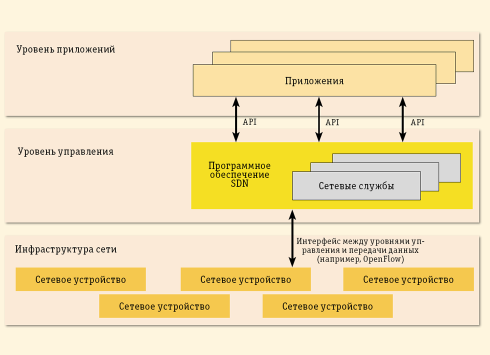 Уровень приложений
Приложения
API
API
API
Уровень управления
Программное
обеспечение
SDN
Сетевые службы
Интерфейс между уровнями уп-
равления и передачи данных
(например, OpenFlow)
Инфраструктура сети
Сетевое устройство
Сетевое устройство
Сетевое устройство
Сетевое устройство
Сетевое устройство